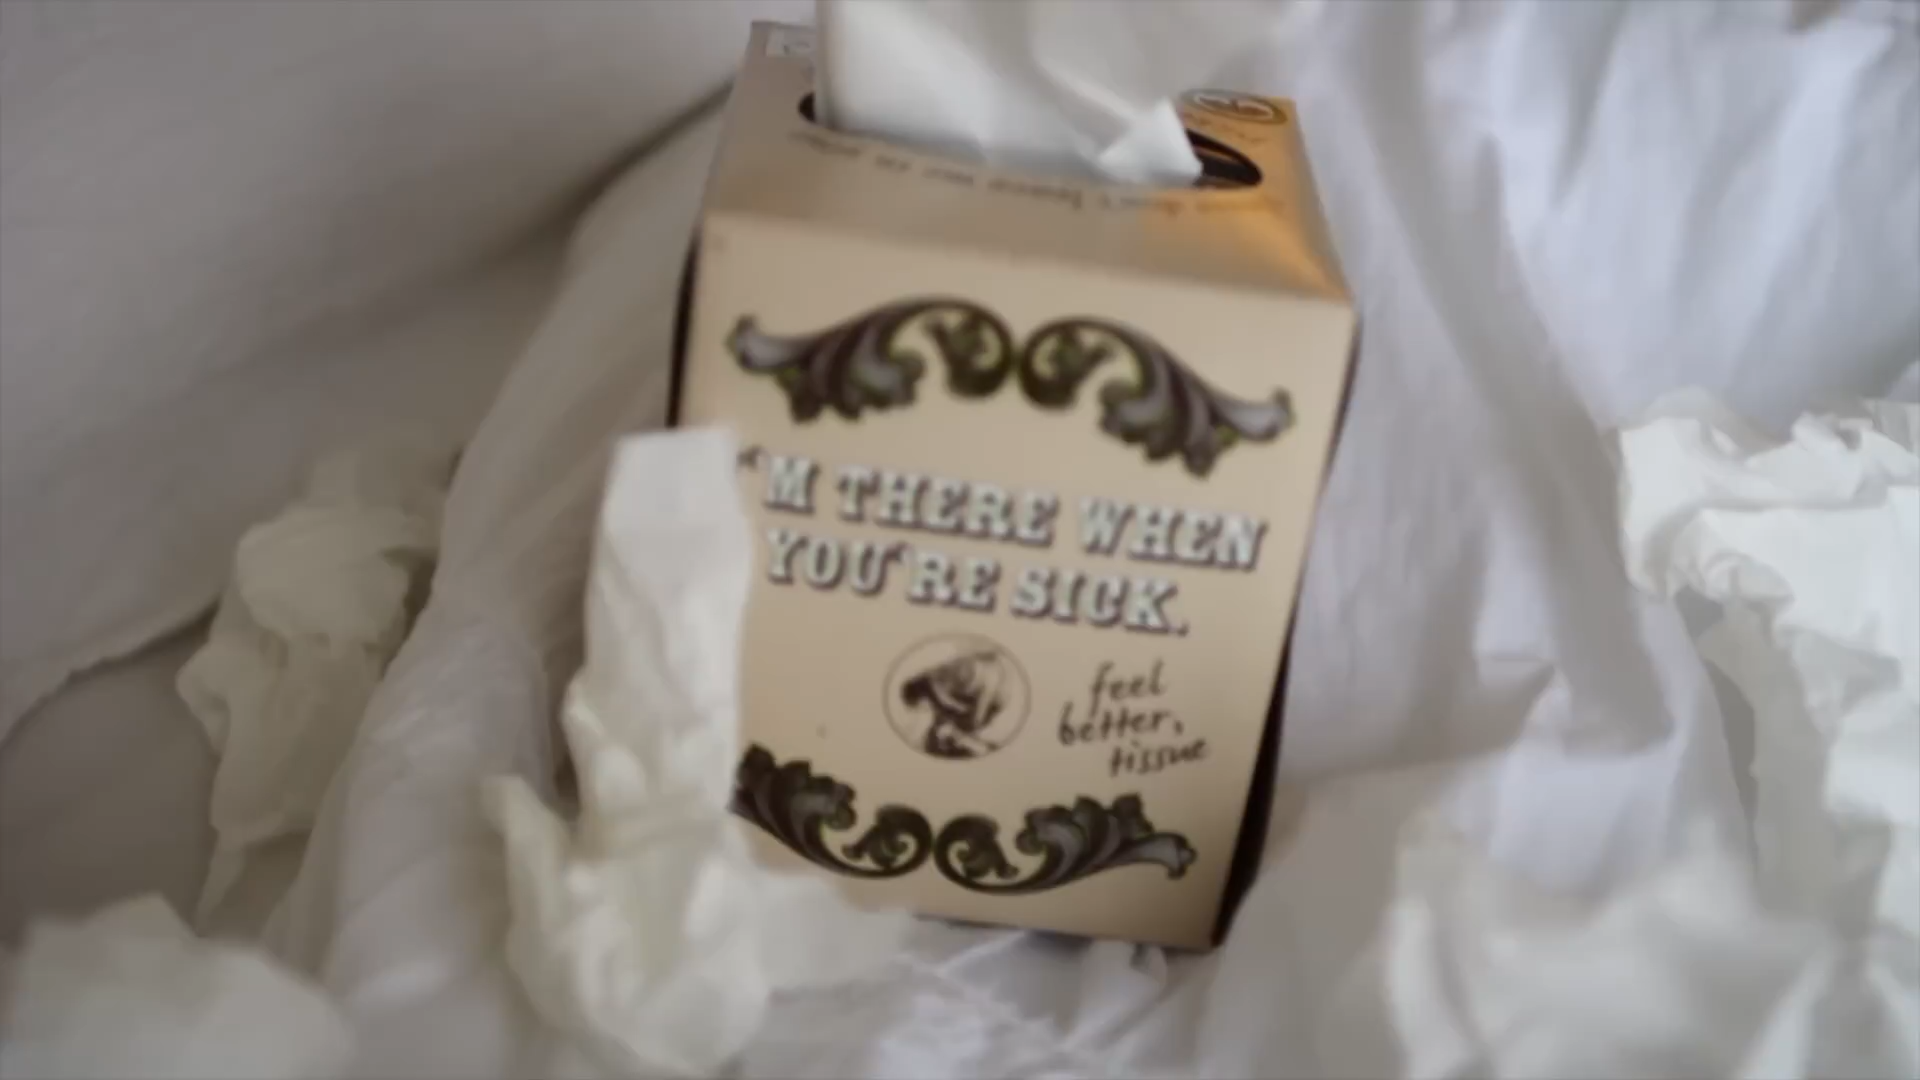 'M THERE WHEN
YOU'RE SICK.
feel
better,
tissue